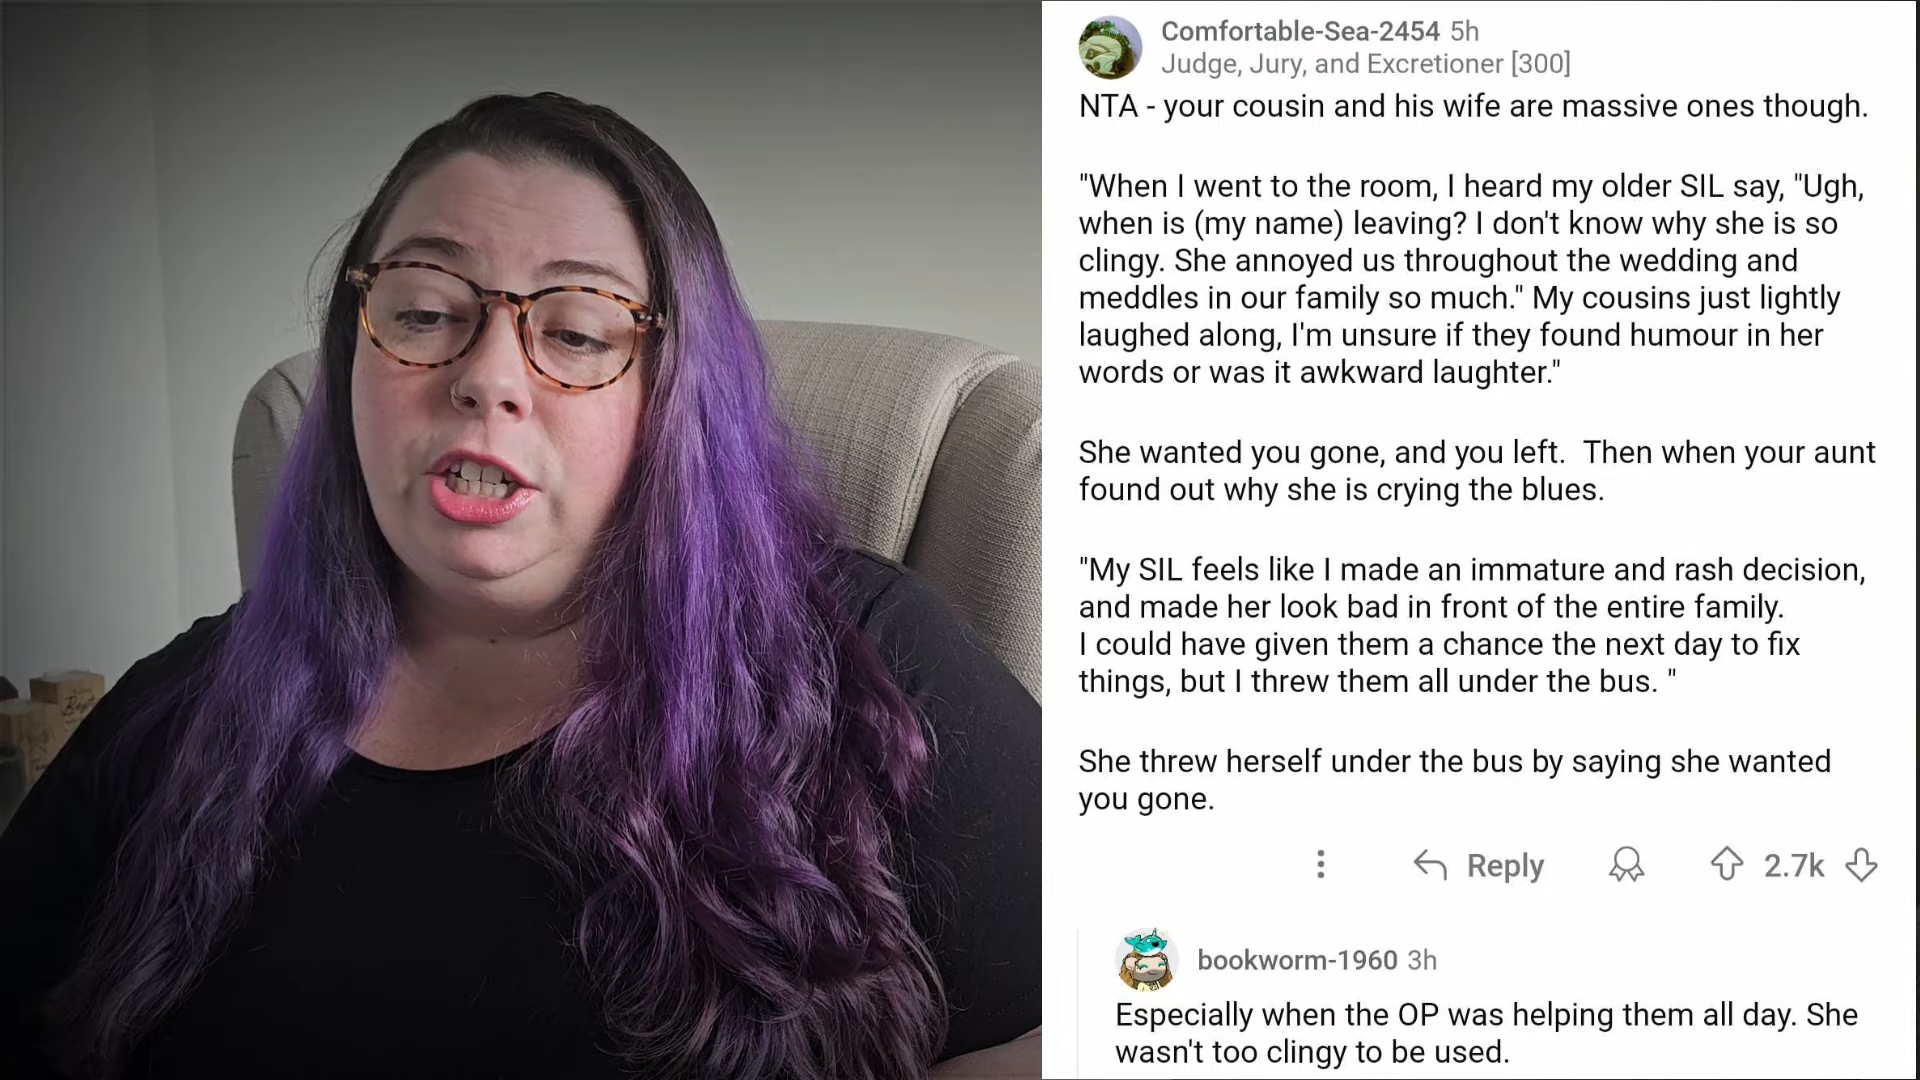 Comfortable-Sea-2454 5h
Judge, Jury, and Excretioner [300]
NTA - your cousin and his wife are massive ones though.
"When I went to the room, I heard my older SIL say, "Ugh,
when is (my name) leaving? I don't know why she is so
clingy. She annoyed us throughout the wedding and
meddles in our family so much." My cousins just lightly
laughed along, I'm unsure if they found humour in her
words or was it awkward laughter."
She wanted you gone, and you left.  Then when your aunt
found out why she is crying the blues.
"My SIL feels like I made an immature and rash decision,
and made her look bad in front of the entire family.
I could have given them a chance the next day to fix
things, but I threw them all under the bus. "
She threw herself under the bus by saying she wanted
you gone.
Reply
2.7k
bookworm-1960 3h
Especially when the OP was helping them all day. She
wasn't too clingy to be used.